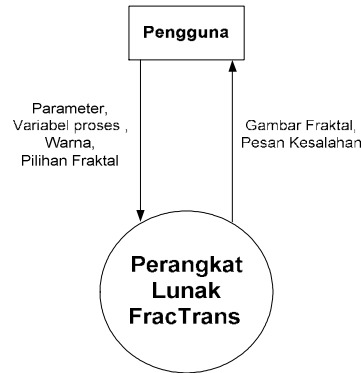 Pengguna
Parameter,
Variabel proses ,
Warna,
Pilihan Fraktal
Gambar Fraktal,
Pesan Kesalahan
Perangkat
Lunak
FracTrans